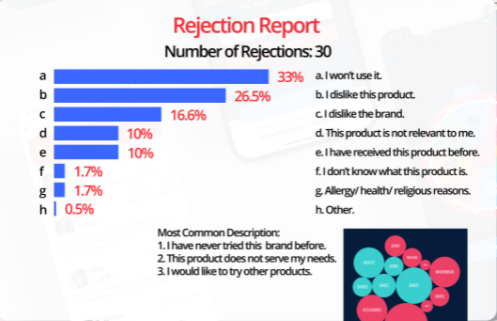 Rejection Report
Number of Rejections: 30
a 33% a. I won't use it.
b 26.5% b. I dislike this product.
c 16.6% c. I dislike the brand.
d 10% d. This product is not relevant to me.
e 10% e. I have received this product before.
f 1.7% f. I don't know what this product is.
g 1.7% g. Allergy/ health/ religious reasons.
h 0.5% h. Other.
Most Common Description:
1. I have never tried this brand before.
2. This product does not serve my needs.
3. I would like to try other products.